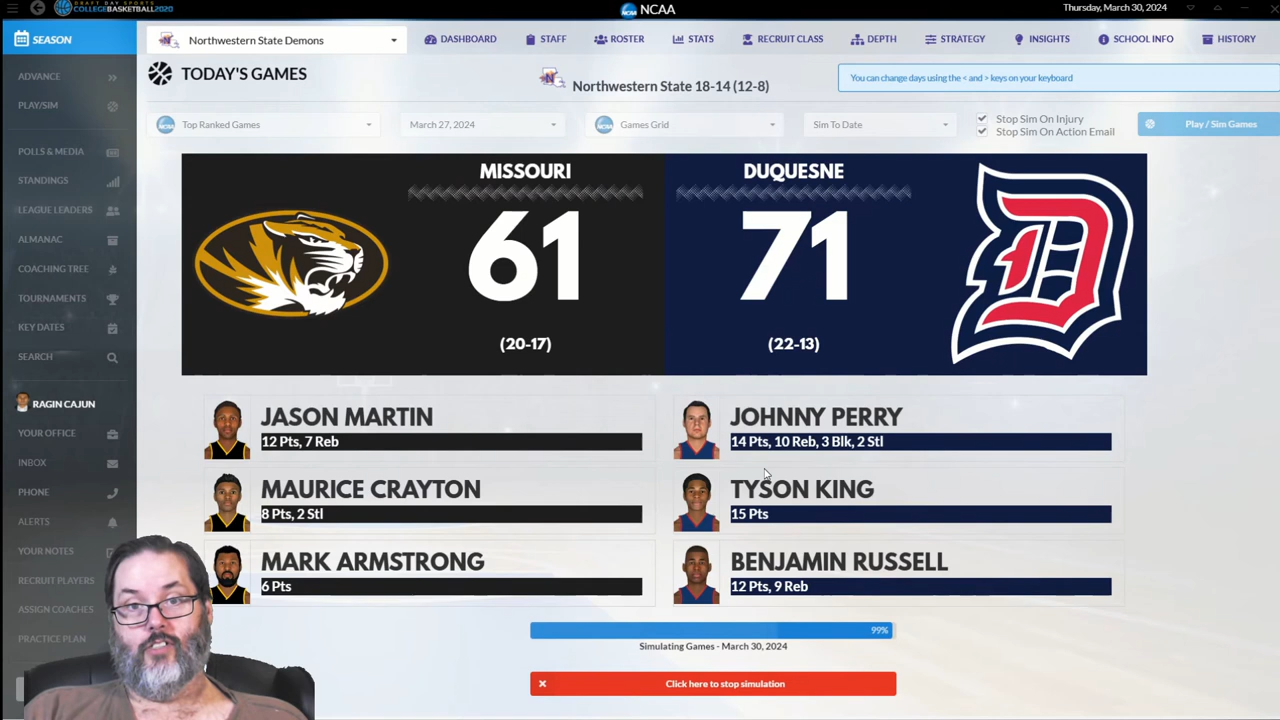 DRAFT DAY SPORTS
COLLEGEBASKETBALL2020
NCAA
Thursday, March 30, 2024
SEASON
Northwestern State Demons
DASHBOARD
STAFF
ROSTER
STATS
RECRUIT CLASS
DEPTH
STRATEGY
INSIGHTS
SCHOOL INFO
HISTORY
ADVANCE
PLAY/SIM
POLLS & MEDIA
STANDINGS
LEAGUE LEADERS
ALMANAC
COACHING TREE
TOURNAMENTS
KEY DATES
SEARCH
RAGIN CAJUN
YOUR OFFICE
INBOX
PHONE
ALERTS
YOUR NOTES
RECRUIT PLAYERS
ASSIGN COACHES
PRACTICE PLAN
TODAY'S GAMES
Northwestern State 18-14 (12-8)
You can change days using the < and > keys on your keyboard
Top Ranked Games
March 27, 2024
Games Grid
Sim To Date
Stop Sim On Injury
Stop Sim On Action Email
Play / Sim Games
MISSOURI
61
(20-17)
DUQUESNE
71
(22-13)
JASON MARTIN
12 Pts, 7 Reb
MAURICE CRAYTON
8 Pts, 2 Stl
MARK ARMSTRONG
6 Pts
JOHNNY PERRY
14 Pts, 10 Reb, 3 Blk, 2 Stl
TYSON KING
15 Pts
BENJAMIN RUSSELL
12 Pts, 9 Reb
99%
Simulating Games - March 30, 2024
Click here to stop simulation